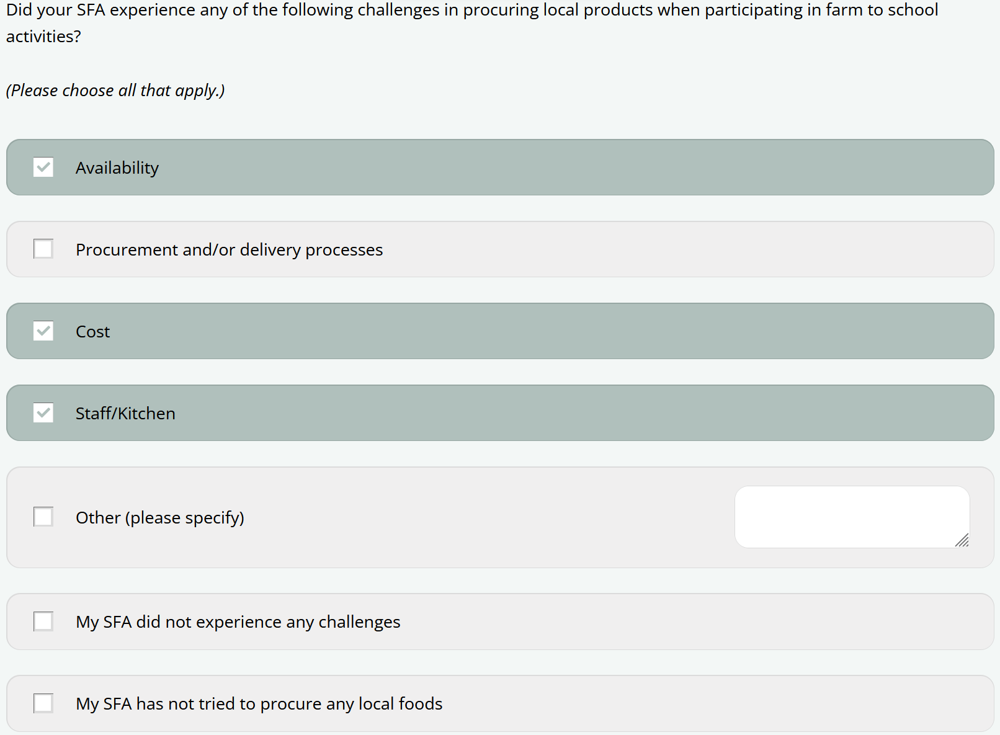 Did your SFA experience any of the following challenges in procuring local products when participating in farm to school
activities?
(Please choose all that apply.)
Availability
Procurement and/or delivery processes
Cost
Staff/Kitchen
Other (please specify)
My SFA did not experience any challenges
My SFA has not tried to procure any local foods